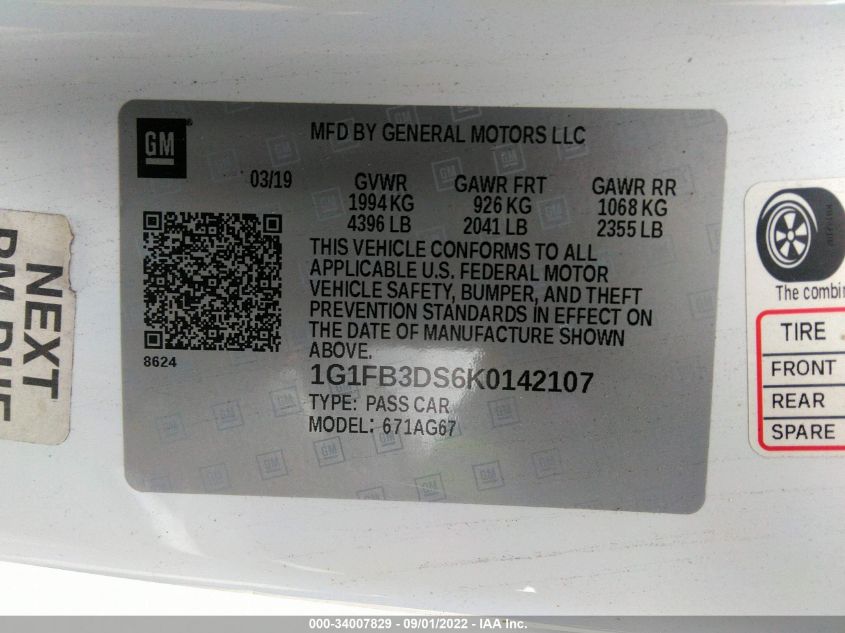 GM
MFD BY GENERAL MOTORS LLC
03/19 GVWR GAWR FRT GAWR RR
1994 KG 926 KG 1068 KG
4396 LB 2041 LB 2355 LB
THIS VEHICLE CONFORMS TO ALL
APPLICABLE U.S. FEDERAL MOTOR
VEHICLE SAFETY, BUMPER, AND THEFT
PREVENTION STANDARDS IN EFFECT ON
THE DATE OF MANUFACTURE SHOWN
ABOVE.
8624
1G1FB3DS6K0142107
TYPE: PASS CAR
MODEL: 671AG67
NEXT
PM DUE
The combin
TIRE
FRONT
REAR
SPARE
000-34007829 - 09/01/2022 - IAA Inc.